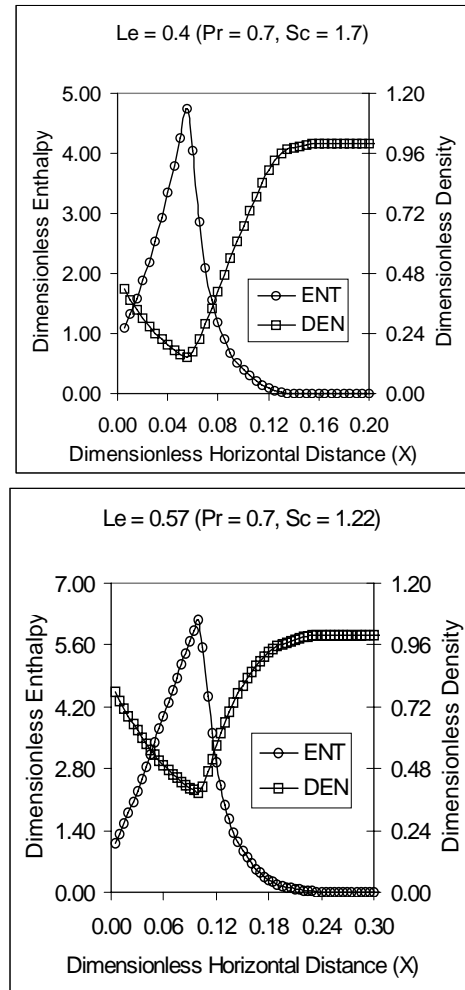 Le = 0.4 (Pr = 0.7, Sc = 1.7)
Dimensionless Enthalpy
5.00
4.00
3.00
2.00
1.00
0.00
1.20
0.96
0.72
0.48
0.24
0.00
Dimensionless Density
ENT
DEN
0.00 0.04 0.08 0.12 0.16 0.20
Dimensionless Horizontal Distance (X)
Le = 0.57 (Pr = 0.7, Sc = 1.22)
Dimensionless Enthalpy
7.00
5.60
4.20
2.80
1.40
0.00
1.20
0.96
0.72
0.48
0.24
0.00
Dimensionless Density
ENT
DEN
0.00 0.06 0.12 0.18 0.24 0.30
Dimensionless Horizontal Distance (X)